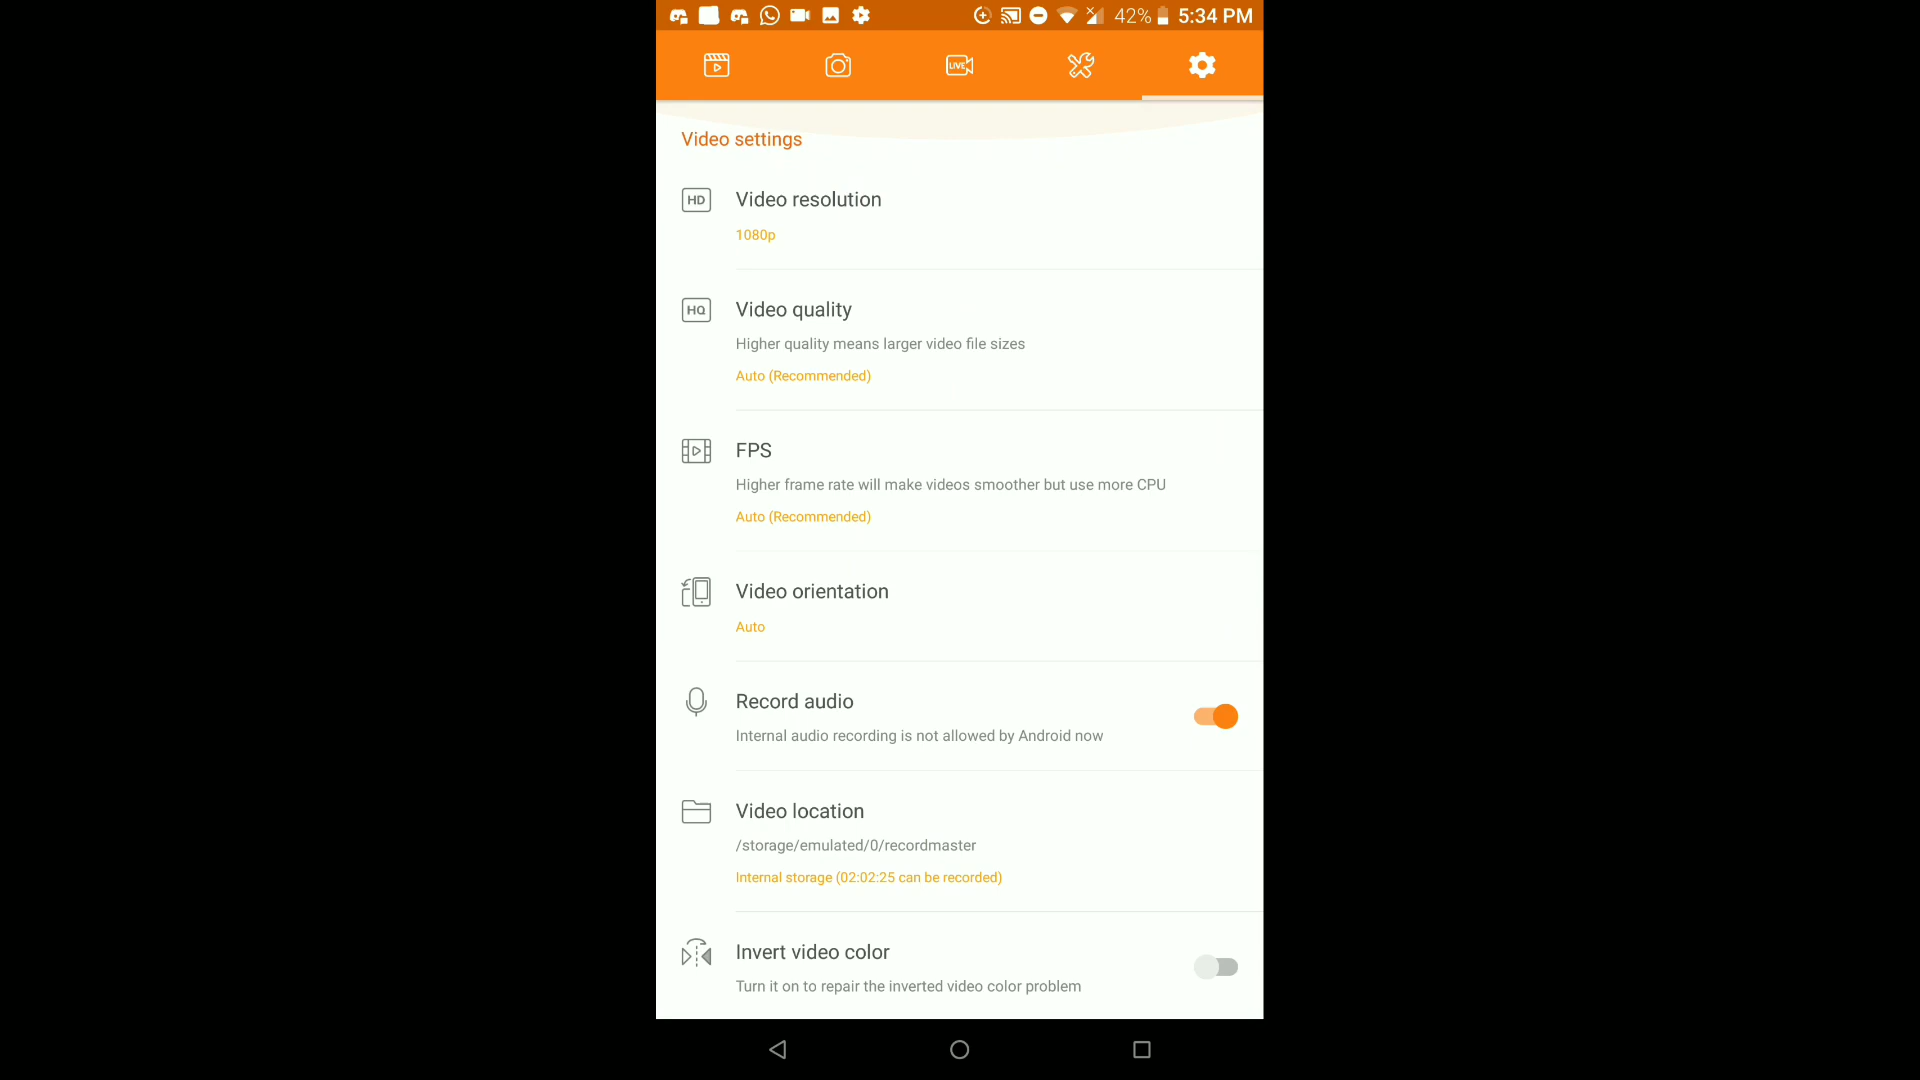 42% 5:34 PM
LIVE
Video settings
HD Video resolution
1080p
HQ Video quality
Higher quality means larger video file sizes
Auto (Recommended)
FPS
Higher frame rate will make videos smoother but use more CPU
Auto (Recommended)
Video orientation
Auto
Record audio
Internal audio recording is not allowed by Android now
Video location
/storage/emulated/0/recordmaster
Internal storage (02:02:25 can be recorded)
Invert video color
Turn it on to repair the inverted video color problem